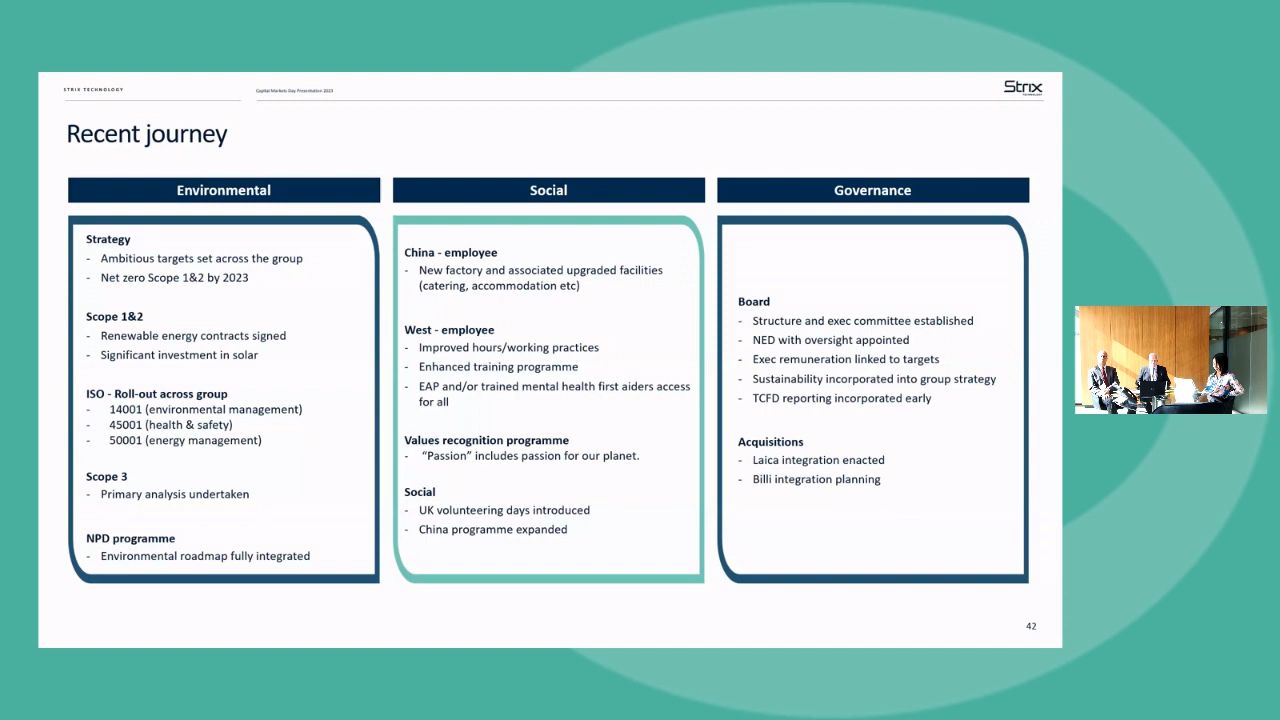 STRIX TECHNOLOGY
Capital Markets Day Presentation 2023
Strix
TECHNOLOGY
Recent journey
Environmental
Strategy
- Ambitious targets set across the group
- Net zero Scope 1&2 by 2023
Scope 1&2
- Renewable energy contracts signed
- Significant investment in solar
ISO - Roll-out across group
- 14001 (environmental management)
- 45001 (health & safety)
- 50001 (energy management)
Scope 3
- Primary analysis undertaken
NPD programme
- Environmental roadmap fully integrated
Social
China - employee
- New factory and associated upgraded facilities
(catering, accommodation etc)
West - employee
- Improved hours/working practices
- Enhanced training programme
- EAP and/or trained mental health first aiders access
for all
Values recognition programme
- “Passion” includes passion for our planet.
Social
- UK volunteering days introduced
- China programme expanded
Governance
Board
- Structure and exec committee established
- NED with oversight appointed
- Exec remuneration linked to targets
- Sustainability incorporated into group strategy
- TCFD reporting incorporated early
Acquisitions
- Laica integration enacted
- Billi integration planning
42